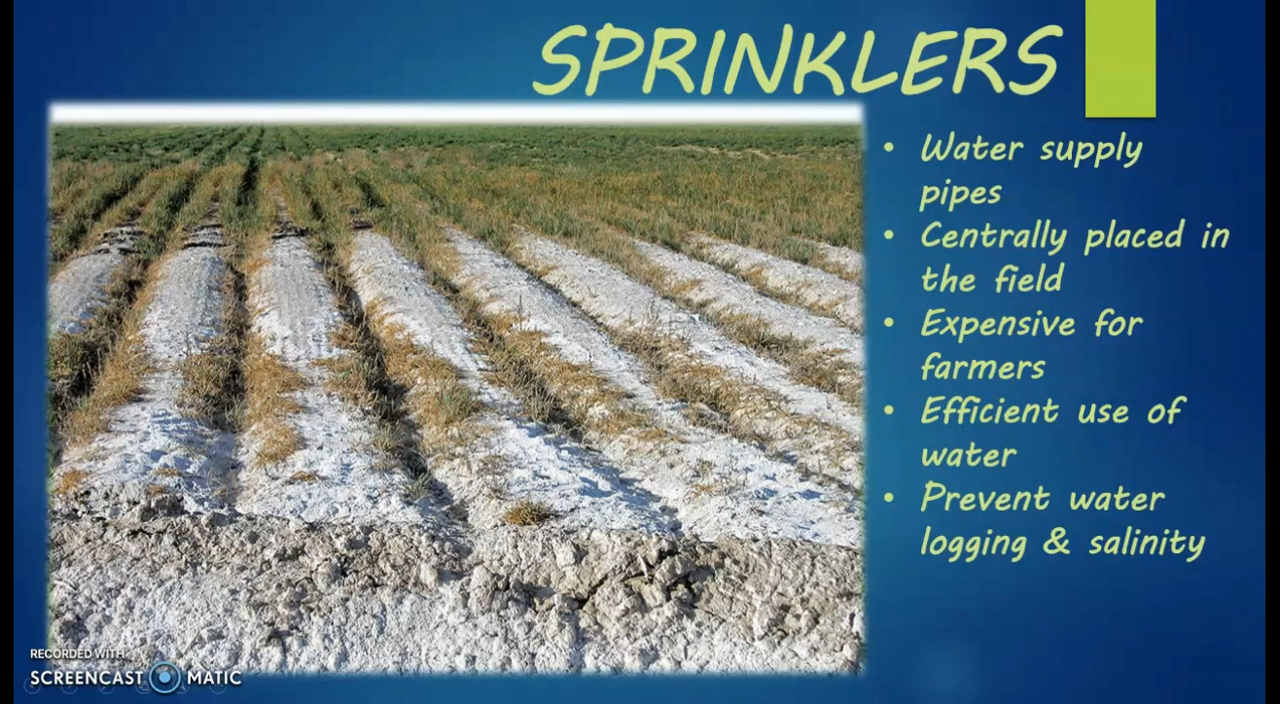 SPRINKLERS
• Water supply
pipes
• Centrally placed in
the field
• Expensive for
farmers
• Efficient use of
water
• Prevent water
logging & salinity
RECORDED WITH
SCREENCAST MATIC